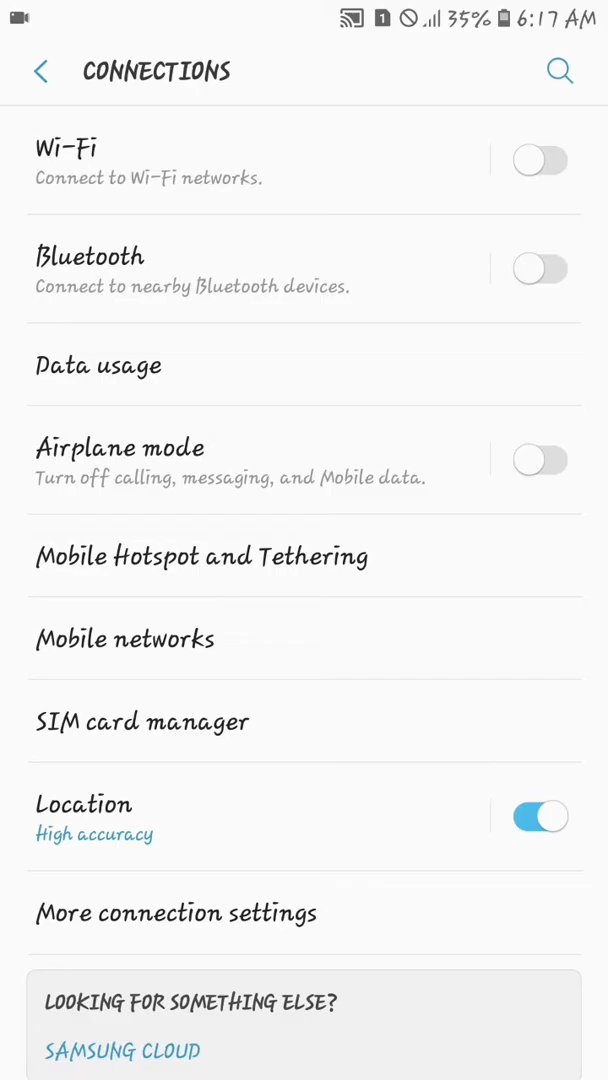 1 35% 6:17 AM
CONNECTIONS
Wi-Fi
Connect to Wi-Fi networks.
Bluetooth
Connect to nearby Bluetooth devices.
Data usage
Airplane mode
Turn off calling, messaging, and Mobile data.
Mobile Hotspot and Tethering
Mobile networks
SIM card manager
Location
High accuracy
More connection settings
LOOKING FOR SOMETHING ELSE?
SAMSUNG CLOUD